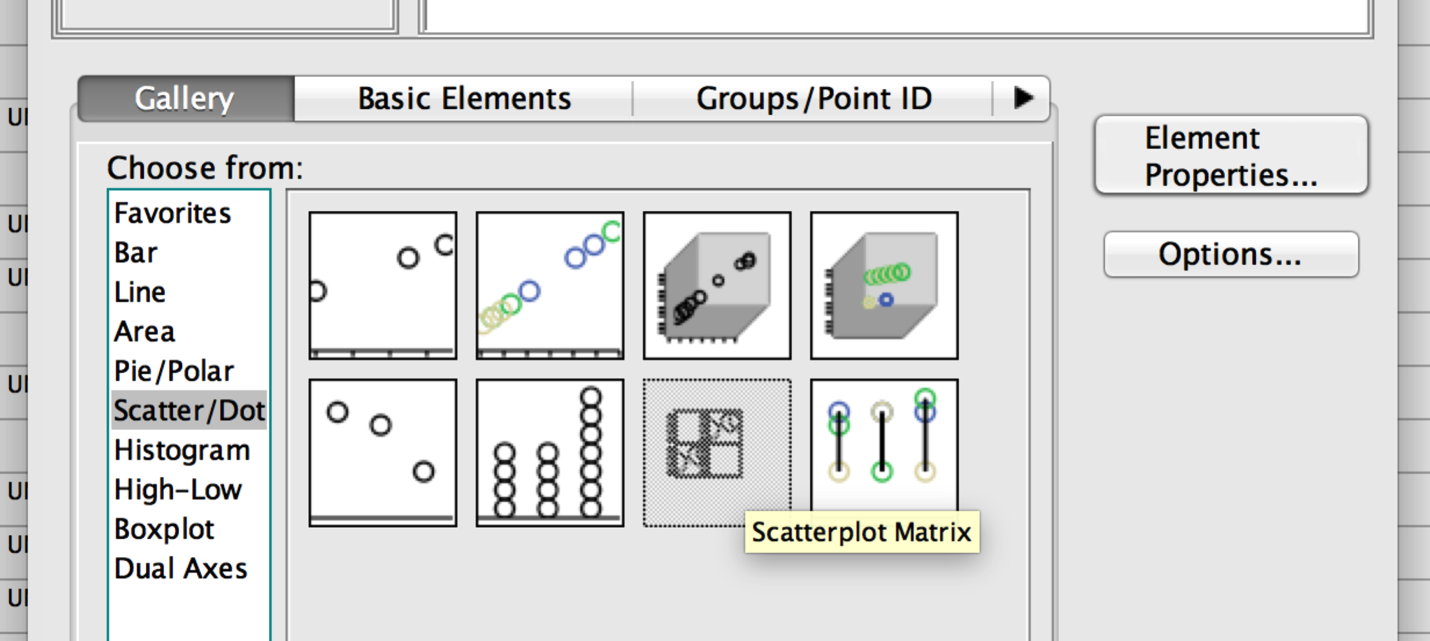 Gallery
Basic Elements
Groups/Point ID
Element
Properties...
Options...
Choose from:
Favorites
Bar
Line
Area
Pie/Polar
Scatter/Dot
Histogram
High-Low
Boxplot
Dual Axes
Scatterplot Matrix